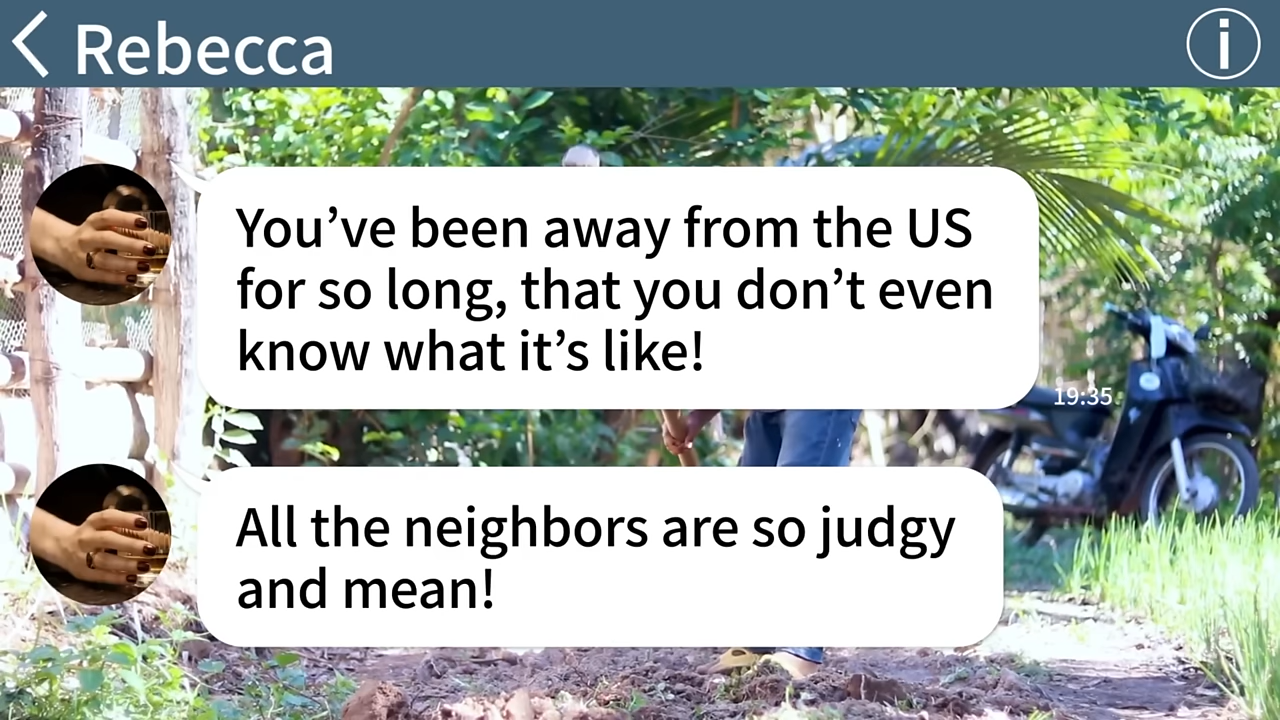 Rebecca
i
You’ve been away from the US
for so long, that you don’t even
know what it’s like!
19:35
All the neighbors are so judgy
and mean!